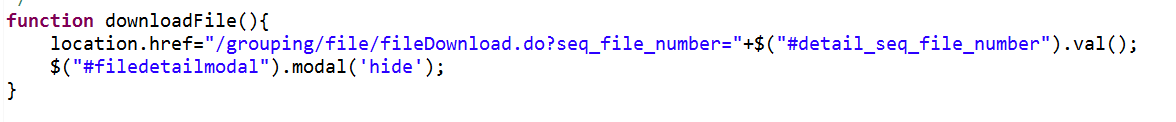 function downloadFile(){
    location.href="/grouping/file/fileDownload.do?seq_file_number="+$("#detail_seq_file_number").val();
    $("#filedetailmodal").modal('hide');
}